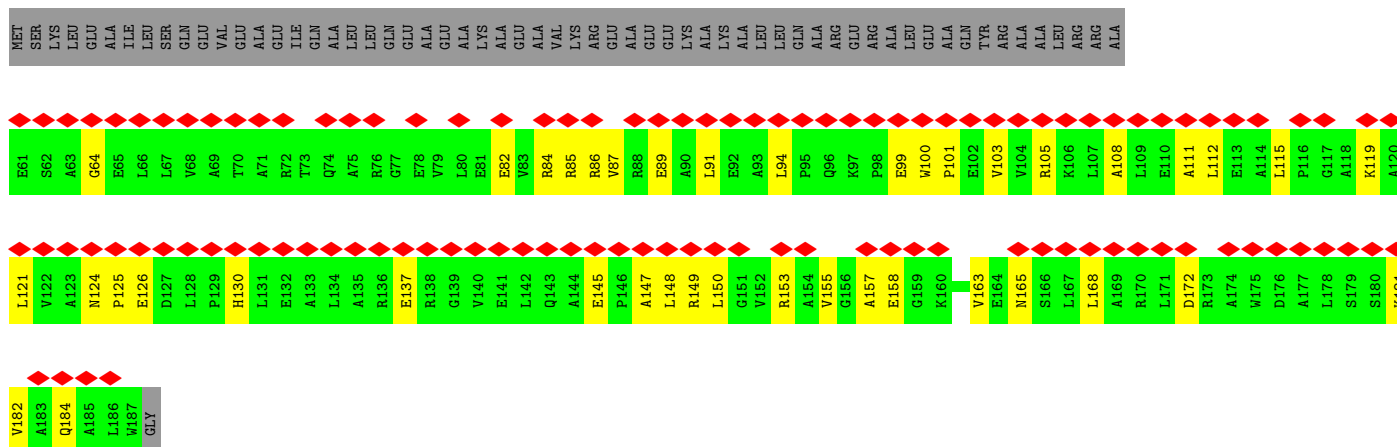 MET SER LYS LEU GLU ALA ILE LEU SER GLN GLU VAL GLU ALA GLU ILE GLN ALA LEU LEU GLN GLU ALA GLU ALA LYS ALA GLU ALA VAL LYS ARG GLU ALA GLU GLU LYS ALA LYS ALA LEU LEU GLN ALA ARG GLU ARG ALA LEU GLU ALA GLN TYR ARG ALA ALA LEU ARG ARG ALA
E61 S62 A63 G64 E65 L66 L67 V68 A69 T70 A71 R72 T73 Q74 A75 R76 G77 E78 V79 L80 E81 E82 V83 R84 R85 R86 V87 R88 E89 A90 L91 E92 A93 L94 P95 Q96 K97 P98 E99 W100 P101 E102 V103 V104 R105 K106 L107 A108 L109 E110 A111 L112 E113 A114 L115 P116 G117 A118 K119 A120
L121 V122 A123 N124 P125 E126 D127 L128 P129 H130 L131 E132 A133 L134 A135 R136 E137 R138 G139 V140 E141 L142 Q143 A144 E145 P146 A147 L148 R149 L150 G151 V152 R153 A154 V155 G156 A157 E158 G159 K160 V163 E164 N165 S166 L167 L168 A169 R170 L171 D172 R173 A174 W175 D176 A177 L178 S179 S180
V182 A183 Q184 A185 L186 W187 GLY